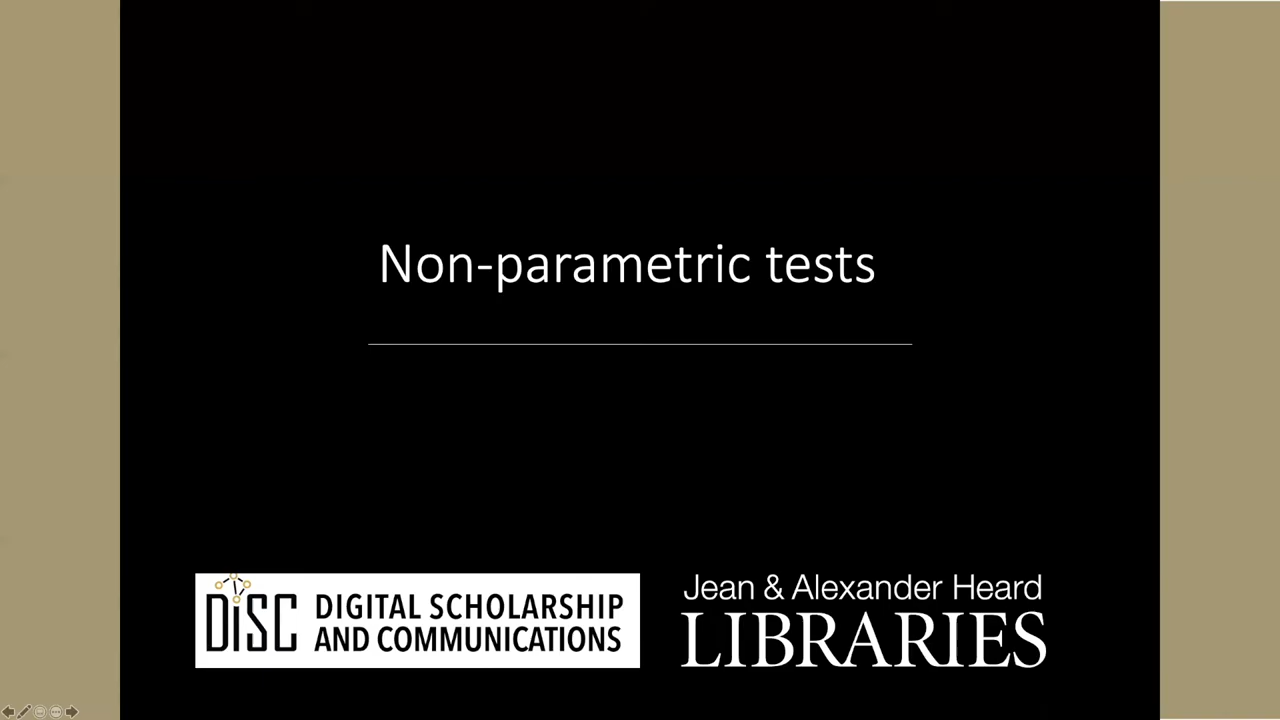 Non-parametric tests
DiSC DIGITAL SCHOLARSHIP
AND COMMUNICATIONS
Jean & Alexander Heard
LIBRARIES